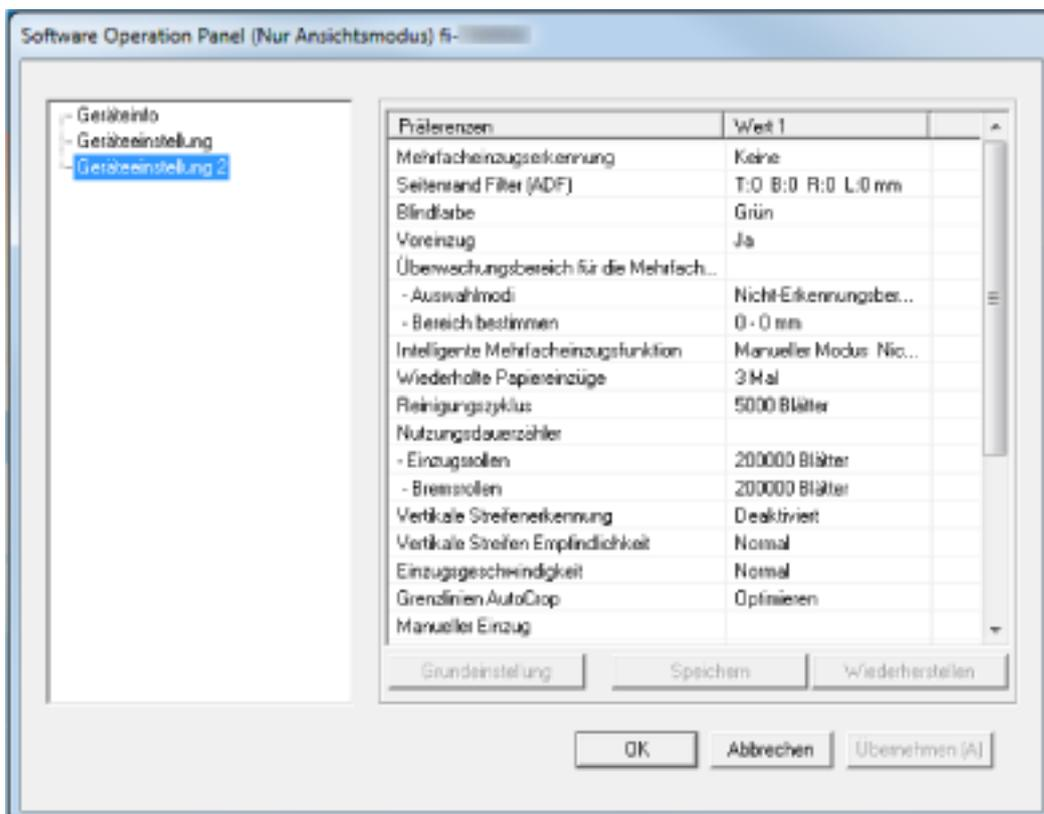 Software Operation Panel (Nur Ansichtsmodus) fi-
Geräteinfo
Geräteeinstellung
Geräteeinstellung 2
Präferenzen Wert 1
Mehrfacheinzugserkennung Keine
Seitenrand Filter (ADF) T:0 B:0 R:0 L:0 mm
Blindfarbe Grün
Voreinzug Ja
Überwachungsbereich für die Mehrfach...
- Auswahlmodi Nicht-Erkennungsber...
- Bereich bestimmen 0 - 0 mm
Intelligente Mehrfacheinzugsfunktion Manueller Modus Nic...
Wiederholte Papiereinzüge 3 Mal
Reinigungszyklus 5000 Blätter
Nutzungsdauerzähler
- Einzugsrollen 200000 Blätter
- Bremsrollen 200000 Blätter
Vertikale Streifenerkennung Deaktiviert
Vertikale Streifen Empfindlichkeit Normal
Einzugsgeschwindigkeit Normal
Grenzlinien AutoCrop Optimieren
Manueller Einzug
Grundeinstellung Speichern Wiederherstellen
OK Abbrechen Übernehmen (A)